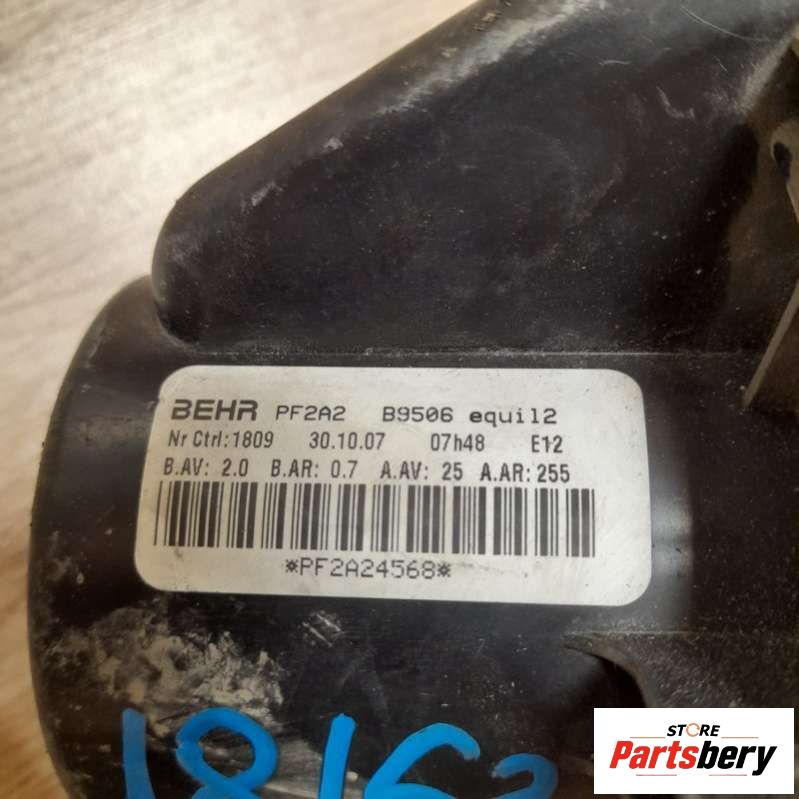 BEHR PF2A2 B9506 equil2
Nr Ctrl:1809 30.10.07 07h48 E12
B.AV: 2.0 B.AR: 0.7 A.AV: 25 A.AR: 255
*PF2A24568*
STORE
Partsbery